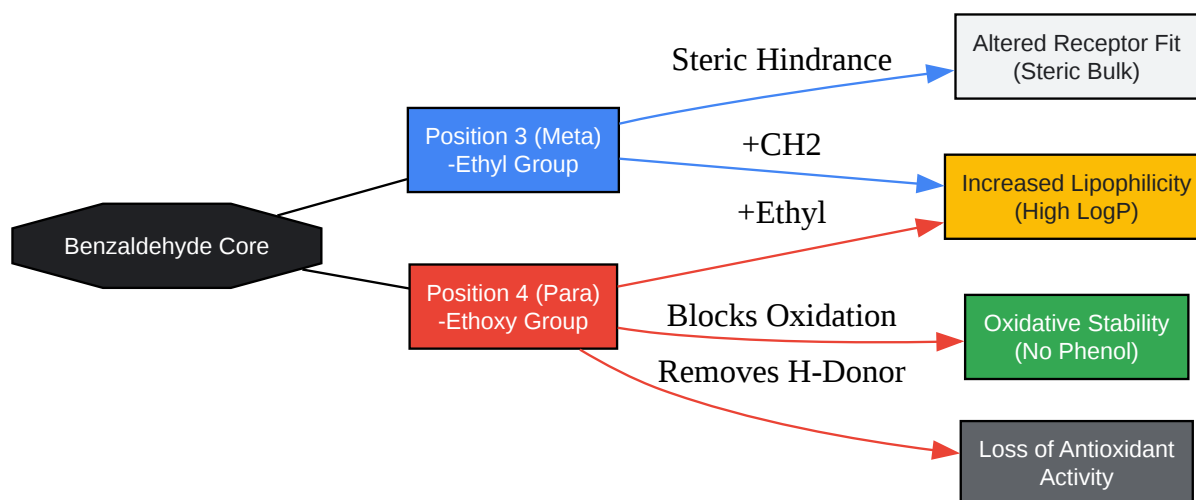 Benzaldehyde Core
Position 3 (Meta)
-Ethyl Group
Position 4 (Para)
-Ethoxy Group
Steric Hindrance
+CH2
+Ethyl
Blocks Oxidation
Removes H-Donor
Altered Receptor Fit
(Steric Bulk)
Increased Lipophilicity
(High LogP)
Oxidative Stability
(No Phenol)
Loss of Antioxidant
Activity